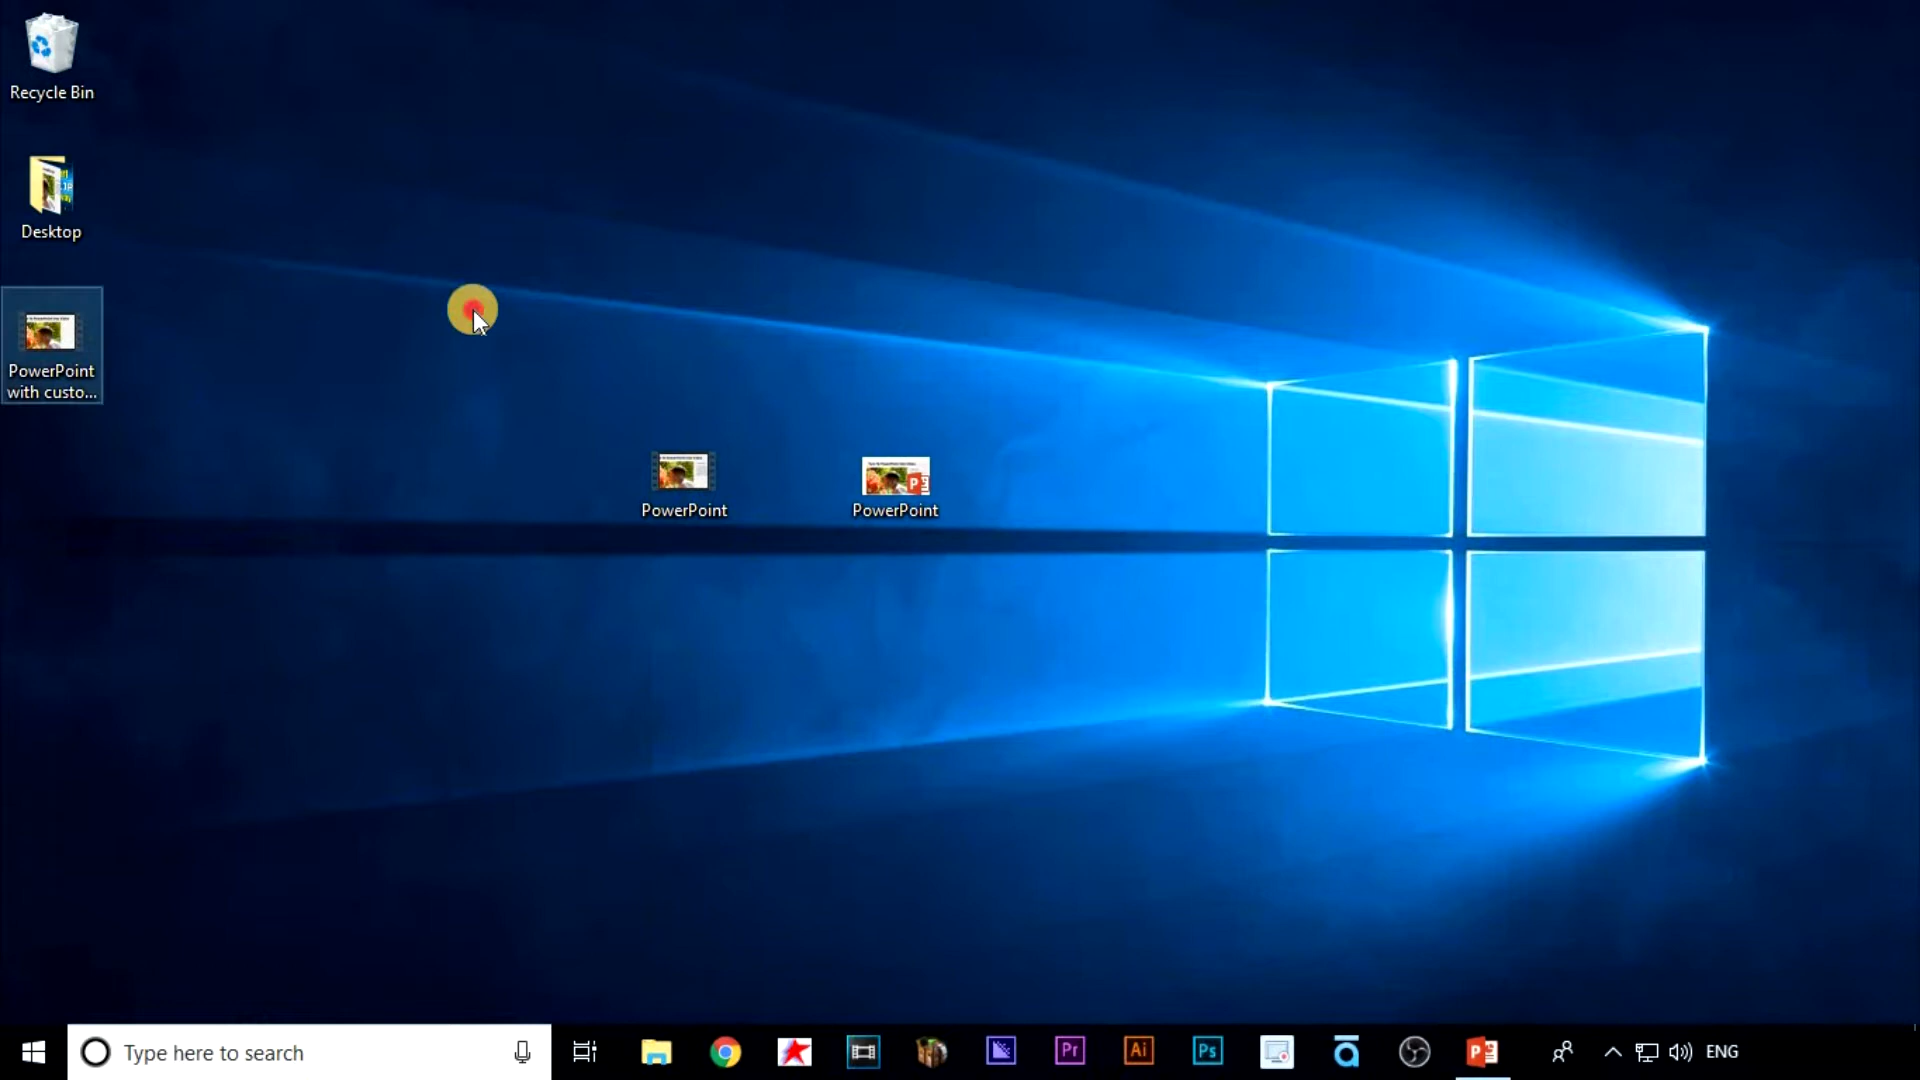 Recycle Bin
Desktop
PowerPoint
with custo...
PowerPoint
PowerPoint
P
Type here to search
Pr
Ai
Ps
P
ENG